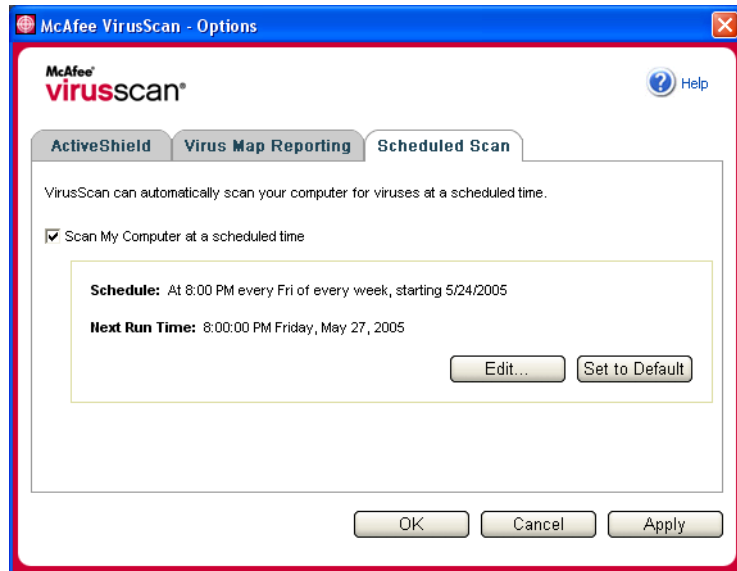 McAfee VirusScan - Options
McAfee®
virusscan®
Help
ActiveShield
Virus Map Reporting
Scheduled Scan
VirusScan can automatically scan your computer for viruses at a scheduled time.
Scan My Computer at a scheduled time
Schedule: At 8:00 PM every Fri of every week, starting 5/24/2005
Next Run Time: 8:00:00 PM Friday, May 27, 2005
Edit...
Set to Default
OK
Cancel
Apply